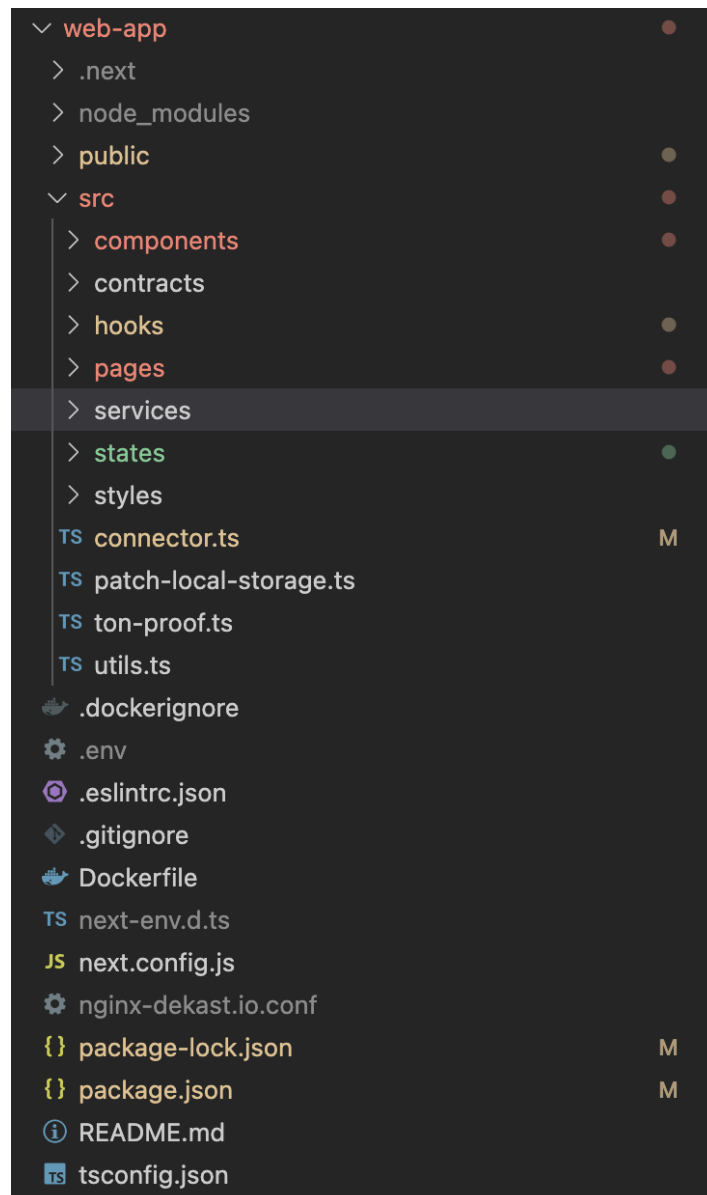 web-app
.next
node_modules
public
src
components
contracts
hooks
pages
services
states
styles
TS connector.ts M
TS patch-local-storage.ts
TS ton-proof.ts
TS utils.ts
.dockerignore
.env
.eslintrc.json
.gitignore
Dockerfile
TS next-env.d.ts
JS next.config.js
nginx-dekast.io.conf
{} package-lock.json M
{} package.json M
README.md
TS tsconfig.json